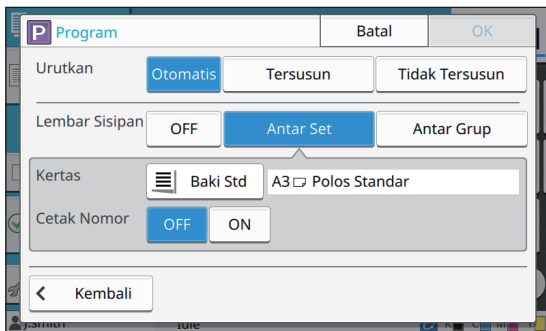 P Program
Batal
OK
Urutkan
Otomatis
Tersusun
Tidak Tersusun
Lembar Sisipan
OFF
Antar Set
Antar Grup
Kertas
Baki Std
A3 Polos Standar
Cetak Nomor
OFF
ON
Kembali
J.Smith
Idle
K
C
M
Y